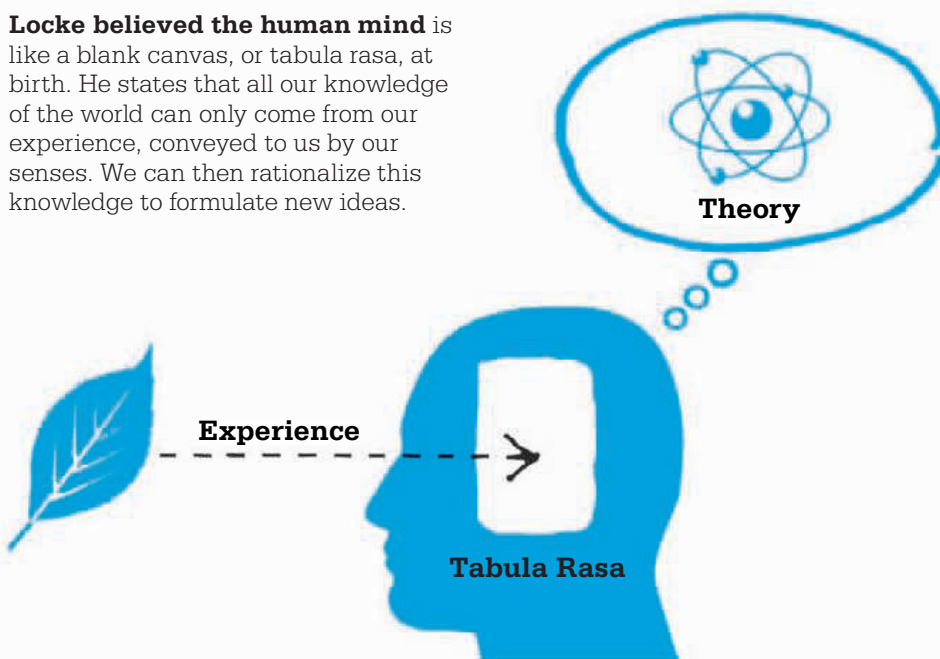 Locke believed the human mind is
like a blank canvas, or tabula rasa, at
birth. He states that all our knowledge
of the world can only come from our
experience, conveyed to us by our
senses. We can then rationalize this
knowledge to formulate new ideas.
Theory
Experience
Tabula Rasa